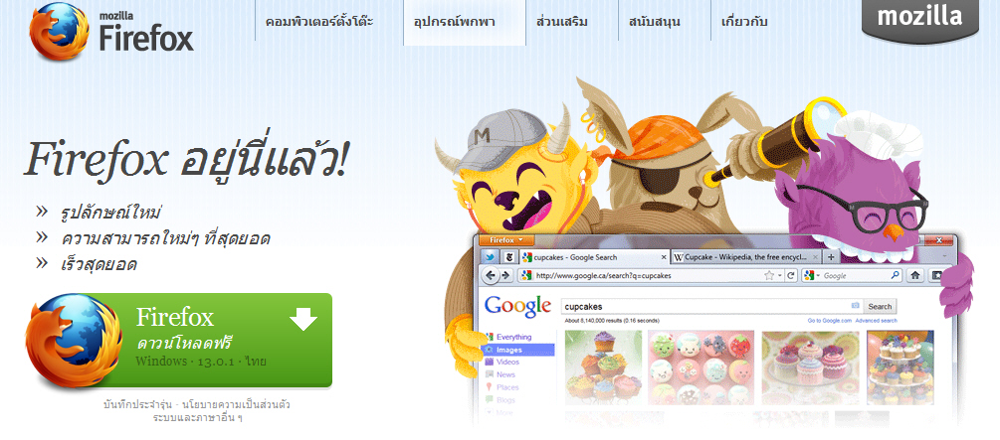 mozilla
Firefox
คอมพิวเตอร์ตั้งโต๊ะ
อุปกรณ์พกพา
ส่วนเสริม
สนับสนุน
เกี่ยวกับ
mozilla
Firefox อยู่นี่แล้ว!
» รูปลักษณ์ใหม่
» ความสามารถใหม่ๆ ที่สุดยอด
» เร็วสุดยอด
Firefox
ดาวน์โหลดฟรี
Windows · 13.0.1 · ไทย
บันทึกประจำรุ่น · นโยบายความเป็นส่วนตัว
ระบบและภาษาอื่น ๆ
M
Firefox
cupcakes - Google Search
Cupcake - Wikipedia, the free encycl...
http://www.google.ca/search?q=cupcakes
Google
Google
cupcakes
Search
About 6,140,000 results (0.16 seconds)
Go to Google.com
Advanced search
Everything
Images
Videos
News
Places
Blogs